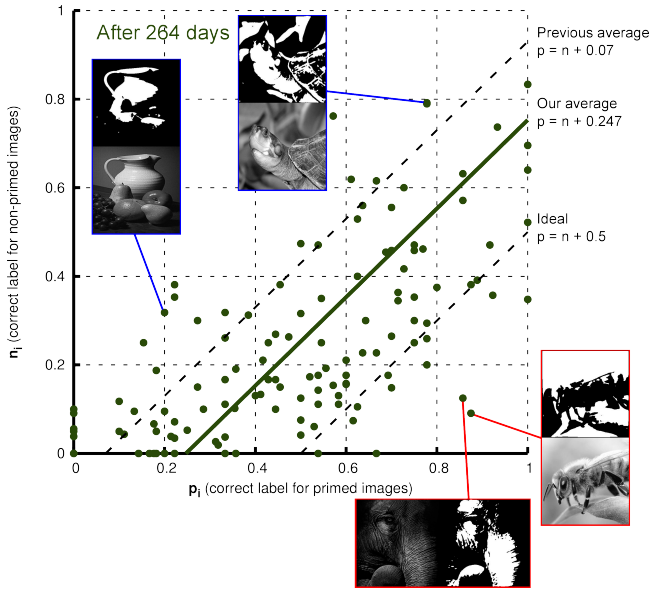 After 264 days
Previous average
p = n + 0.07
Our average
p = n + 0.247
Ideal
p = n + 0.5
1
0.8
0.6
0.4
0.2
0
0
0.2
0.4
0.6
0.8
1
ni (correct label for non-primed images)
pi (correct label for primed images)